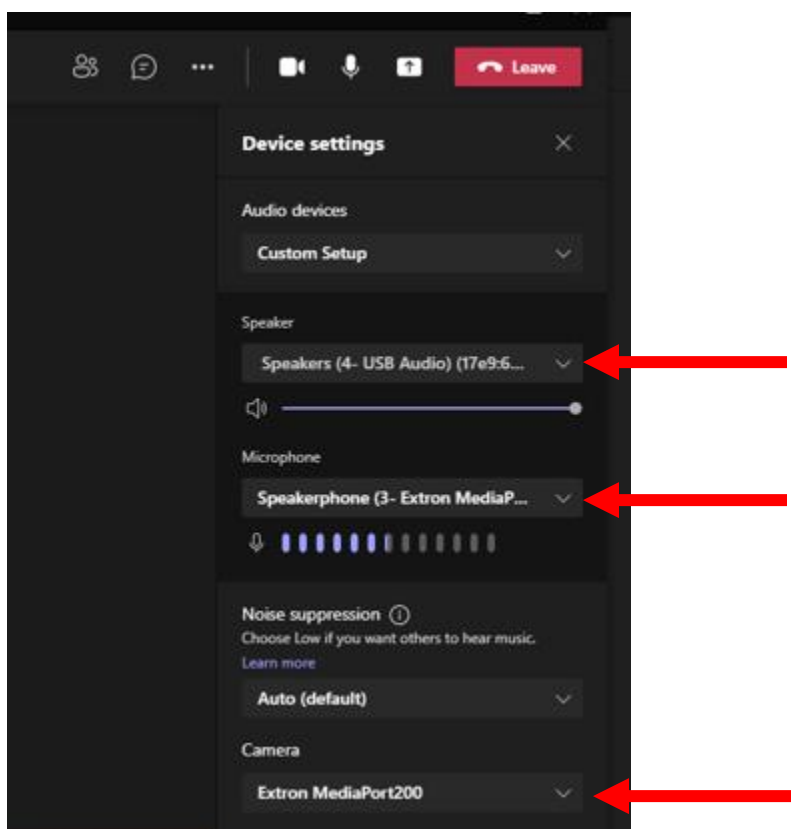 Leave
Device settings
Audio devices
Custom Setup
Speaker
Speakers (4- USB Audio) (17e9:6...
Microphone
Speakerphone (3- Extron MediaP...
Noise suppression
Choose Low if you want others to hear music.
Learn more
Auto (default)
Camera
Extron MediaPort200